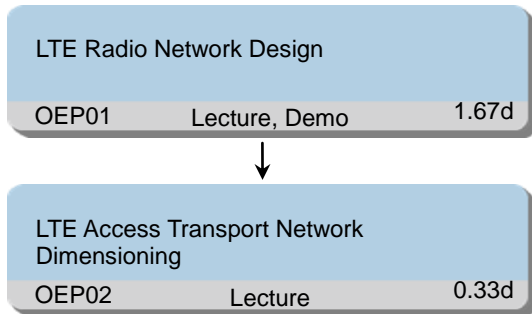 LTE Radio Network Design
OEP01 Lecture, Demo 1.67d
LTE Access Transport Network
Dimensioning
OEP02 Lecture 0.33d